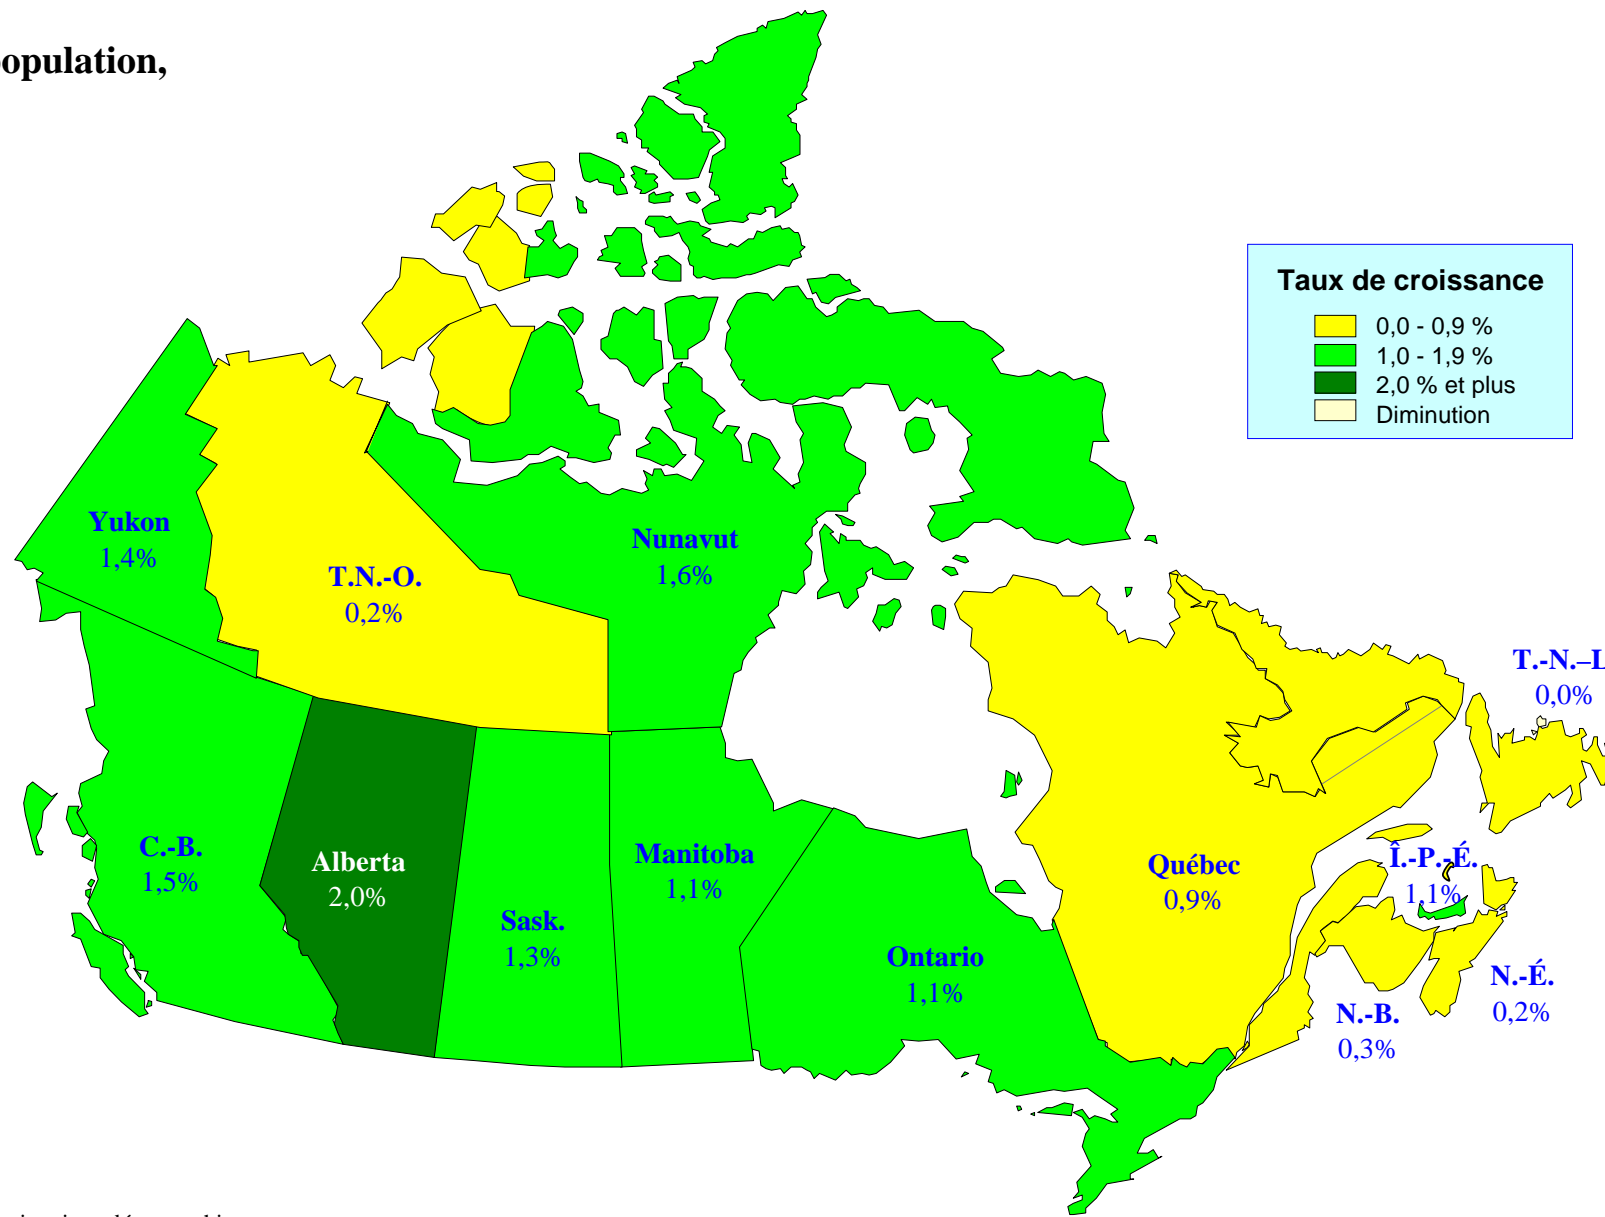 population,
Taux de croissance
0,0 - 0,9 %
1,0 - 1,9 %
2,0 % et plus
Diminution
Yukon
1,4%
Nunavut
1,6%
T.N.-O.
0,2%
T.-N.–L
0,0%
C.-B.
1,5%
Alberta
2,0%
Manitoba
1,1%
Québec
0,9%
Î.-P.-É.
1,1%
Sask.
1,3%
Ontario
1,1%
N.-É.
0,2%
N.-B.
0,3%